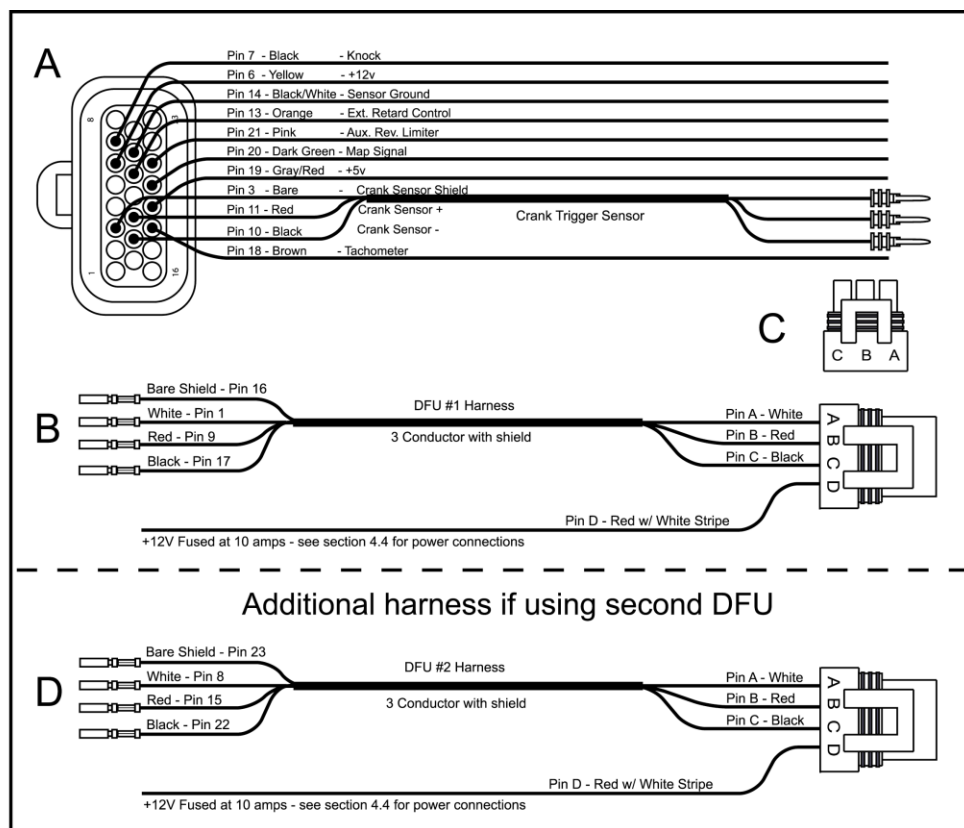 A
Pin 7 - Black - Knock
Pin 6 - Yellow - +12v
Pin 14 - Black/White - Sensor Ground
Pin 13 - Orange - Ext. Retard Control
Pin 21 - Pink - Aux. Rev. Limiter
Pin 20 - Dark Green - Map Signal
Pin 19 - Gray/Red - +5v
Pin 3 - Bare - Crank Sensor Shield
Pin 11 - Red Crank Sensor +
Pin 10 - Black Crank Sensor -
Pin 18 - Brown - Tachometer
Crank Trigger Sensor
8
23
1
16
C
C B A
B
Bare Shield - Pin 16
White - Pin 1
Red - Pin 9
Black - Pin 17
DFU #1 Harness
3 Conductor with shield
Pin A - White
Pin B - Red
Pin C - Black
Pin D - Red w/ White Stripe
A
B
C
D
+12V Fused at 10 amps - see section 4.4 for power connections
Additional harness if using second DFU
D
Bare Shield - Pin 23
White - Pin 8
Red - Pin 15
Black - Pin 22
DFU #2 Harness
3 Conductor with shield
Pin A - White
Pin B - Red
Pin C - Black
Pin D - Red w/ White Stripe
A
B
C
D
+12V Fused at 10 amps - see section 4.4 for power connections